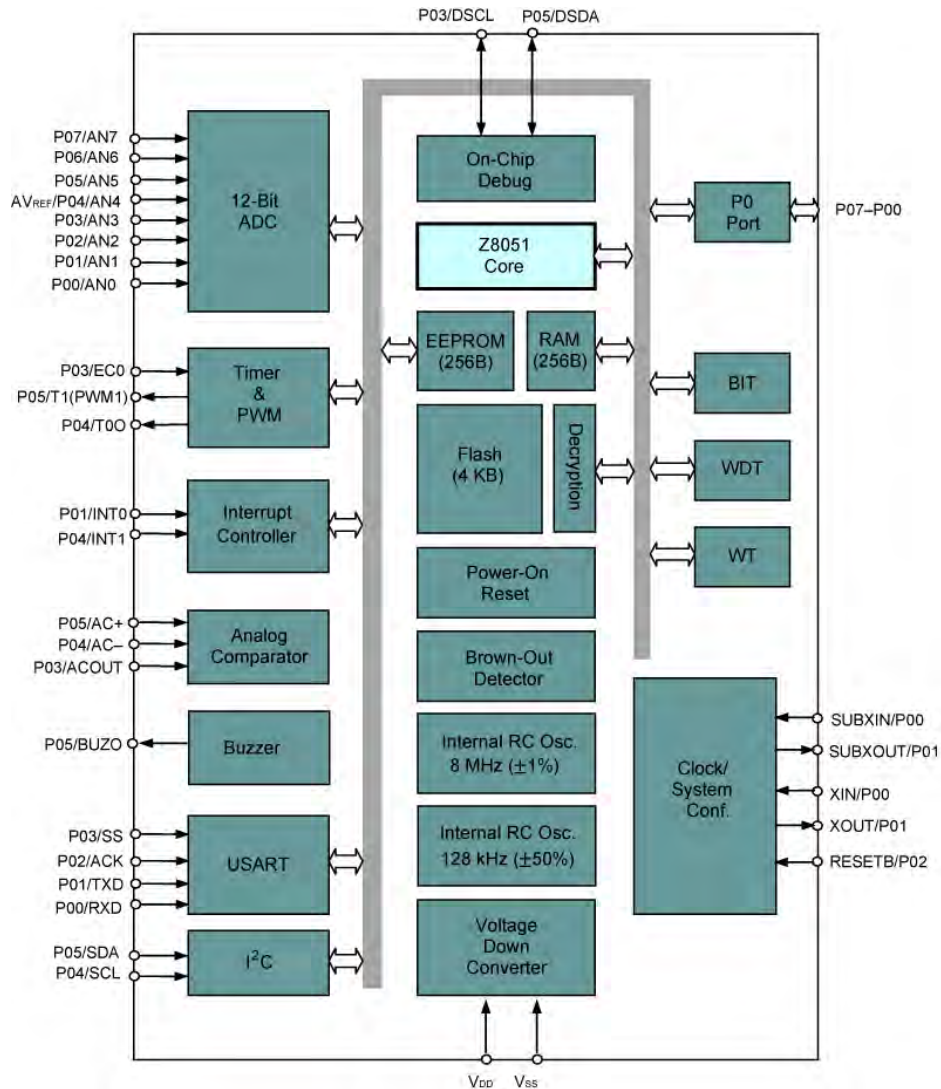 P03/DSCL
P05/DSDA
P07/AN7
P06/AN6
P05/AN5
AVREF/P04/AN4
P03/AN3
P02/AN2
P01/AN1
P00/AN0
12-Bit
ADC
On-Chip
Debug
P0
Port
P07–P00
Z8051
Core
P03/EC0
P05/T1(PWM1)
P04/T0O
Timer
&
PWM
EEPROM
(256B)
RAM
(256B)
BIT
Flash
(4 KB)
Decryption
WDT
P01/INT0
P04/INT1
Interrupt
Controller
WT
Power-On
Reset
P05/AC+
P04/AC–
P03/ACOUT
Analog
Comparator
Brown-Out
Detector
P05/BUZO
Buzzer
Internal RC Osc.
8 MHz (±1%)
Clock/
System
Conf.
SUBXIN/P00
SUBXOUT/P01
XIN/P00
XOUT/P01
RESETB/P02
P03/SS
P02/ACK
P01/TXD
P00/RXD
USART
Internal RC Osc.
128 kHz (±50%)
P05/SDA
P04/SCL
I²C
Voltage
Down
Converter
VDD
VSS